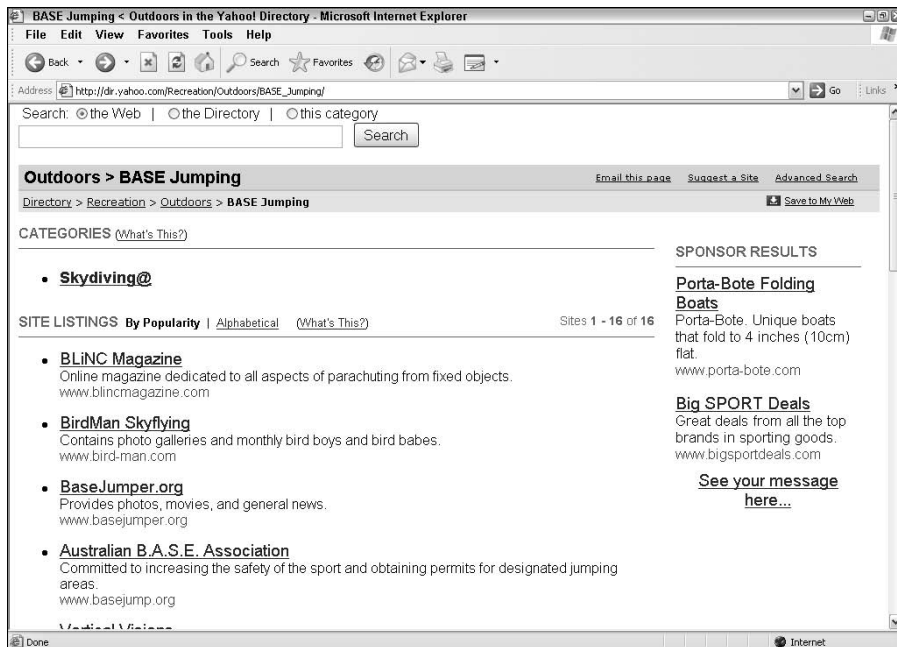 BASE Jumping < Outdoors in the Yahoo! Directory - Microsoft Internet Explorer
File Edit View Favorites Tools Help
Back Search Favorites
Address http://dir.yahoo.com/Recreation/Outdoors/BASE_Jumping/ Go Links
Search: the Web | the Directory | this category
Search
Outdoors > BASE Jumping Email this page Suggest a Site Advanced Search
Directory > Recreation > Outdoors > BASE Jumping Save to My Web
CATEGORIES (What's This?)
• Skydiving@
SITE LISTINGS By Popularity | Alphabetical (What's This?) Sites 1 - 16 of 16
• BLiNC Magazine
Online magazine dedicated to all aspects of parachuting from fixed objects.
www.blincmagazine.com
• BirdMan Skyflying
Contains photo galleries and monthly bird boys and bird babes.
www.bird-man.com
• BaseJumper.org
Provides photos, movies, and general news.
www.basejumper.org
• Australian B.A.S.E. Association
Committed to increasing the safety of the sport and obtaining permits for designated jumping
areas.
www.basejump.org
Vertical Visions
SPONSOR RESULTS
Porta-Bote Folding
Boats
Porta-Bote. Unique boats
that fold to 4 inches (10cm)
flat.
www.porta-bote.com
Big SPORT Deals
Great deals from all the top
brands in sporting goods.
www.bigsportdeals.com
See your message
here...
Done Internet